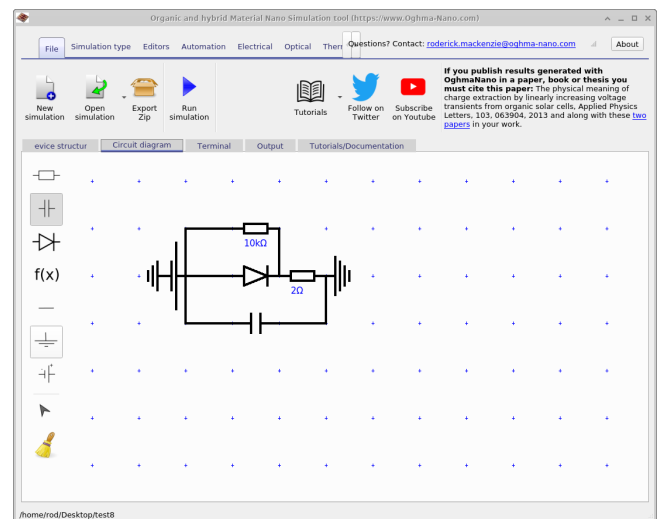 Organic and hybrid Material Nano Simulation tool (https://www.Oghma-Nano.com)
File Simulation type Editors Automation Electrical Optical Questions? Contact: roderick.mackenzie@oghma-nano.com About
New simulation
Open simulation
Export Zip
Run simulation
Tutorials
Follow on Twitter
Subscribe on Youtube
If you publish results generated with
OghmaNano in a paper, book or thesis you
must cite this paper: The physical meaning of
charge extraction by linearly increasing voltage
transients from organic solar cells, Applied Physics
Letters, 103, 063904, 2013 and along with these two
papers in your work.
evice structur Circuit diagram Terminal Output Tutorials/Documentation
10kΩ
f(x)
2Ω
/home/rod/Desktop/test8